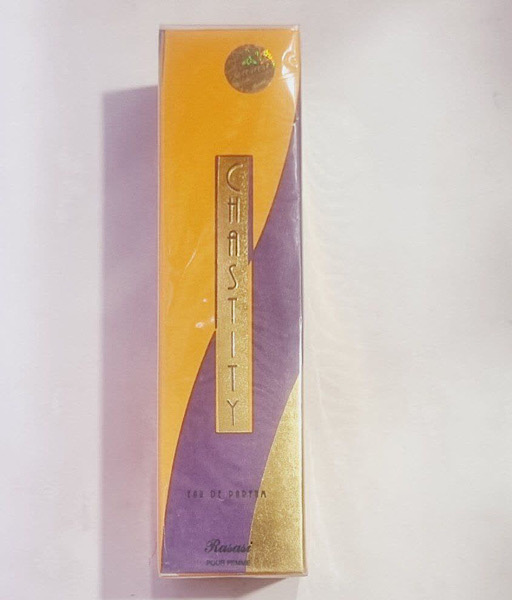 CHASTITY
EAU DE PARFUM
Rasasi
POUR FEMME